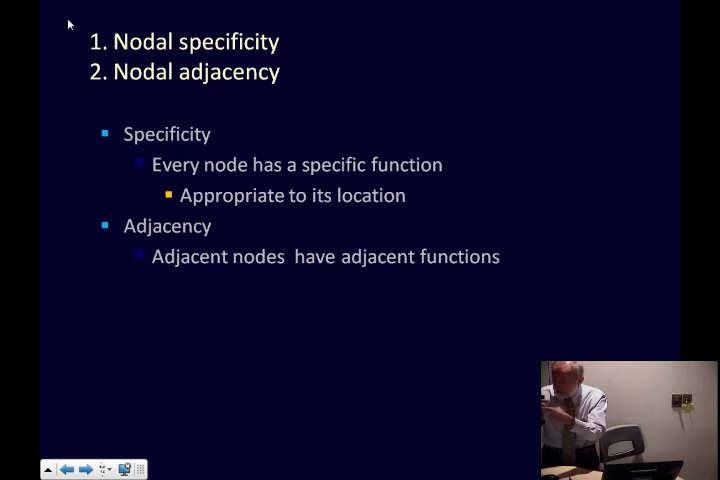 1. Nodal specificity
2. Nodal adjacency
Specificity
Every node has a specific function
Appropriate to its location
Adjacency
Adjacent nodes have adjacent functions